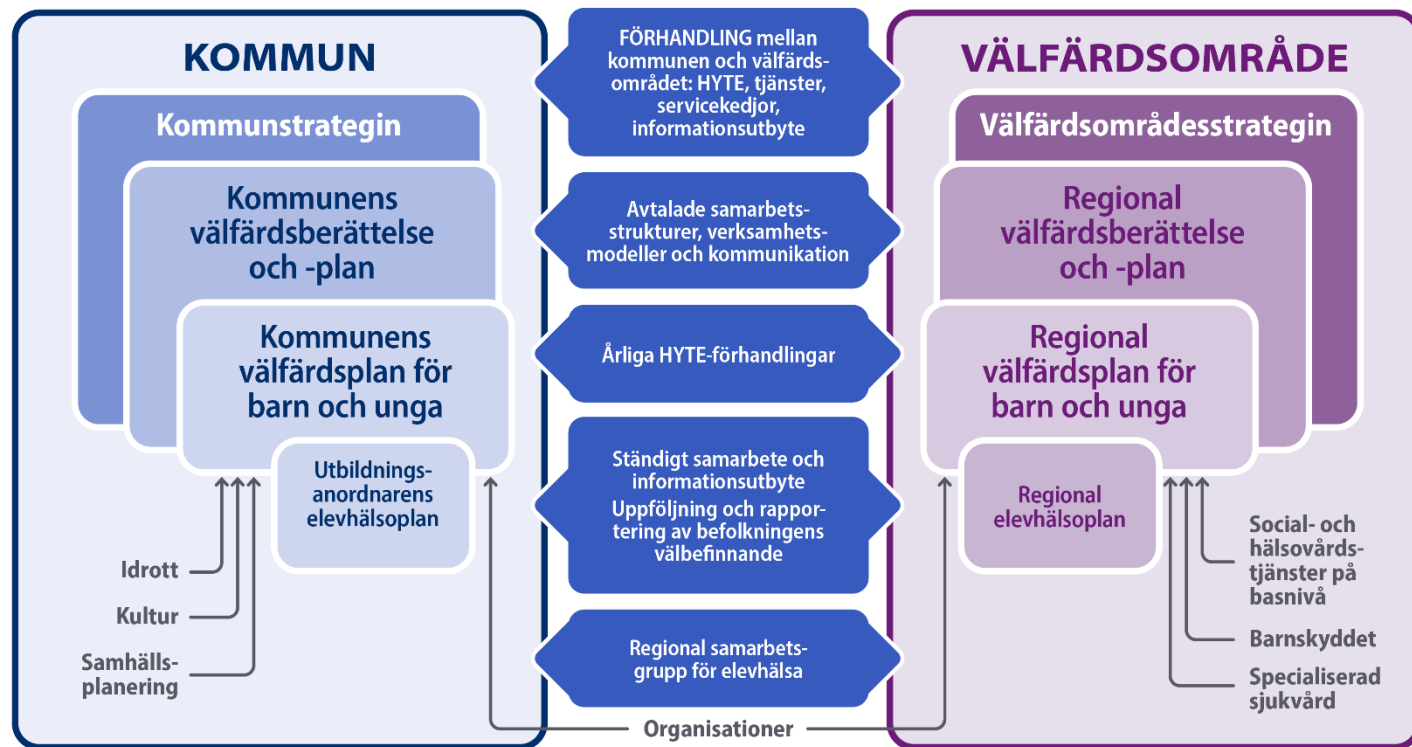 KOMMUN
Kommunstrategin
Kommunens
välfärdsberättelse
och -plan
Kommunens
välfärdsplan för
barn och unga
Utbildnings-
anordnarens
elevhälsoplan
Idrott
Kultur
Samhälls-
planering
FÖRHANDLING mellan
kommunen och välfärds-
området: HYTE, tjänster,
servicekedjor,
informationsutbyte
Avtalade samarbets-
strukturer, verksamhets-
modeller och kommunikation
Årliga HYTE-förhandlingar
Ständigt samarbete och
informationsutbyte
Uppföljning och rappor-
tering av befolkningens
välbefinnande
Regional samarbets-
grupp för elevhälsa
Organisationer
VÄLFÄRDSOMRÅDE
Välfärdsområdesstrategin
Regional
välfärdsberättelse
och -plan
Regional
välfärdsplan för
barn och unga
Regional
elevhälsoplan
Social- och
hälsovårds-
tjänster på
basnivå
Barnskyddet
Specialiserad
sjukvård